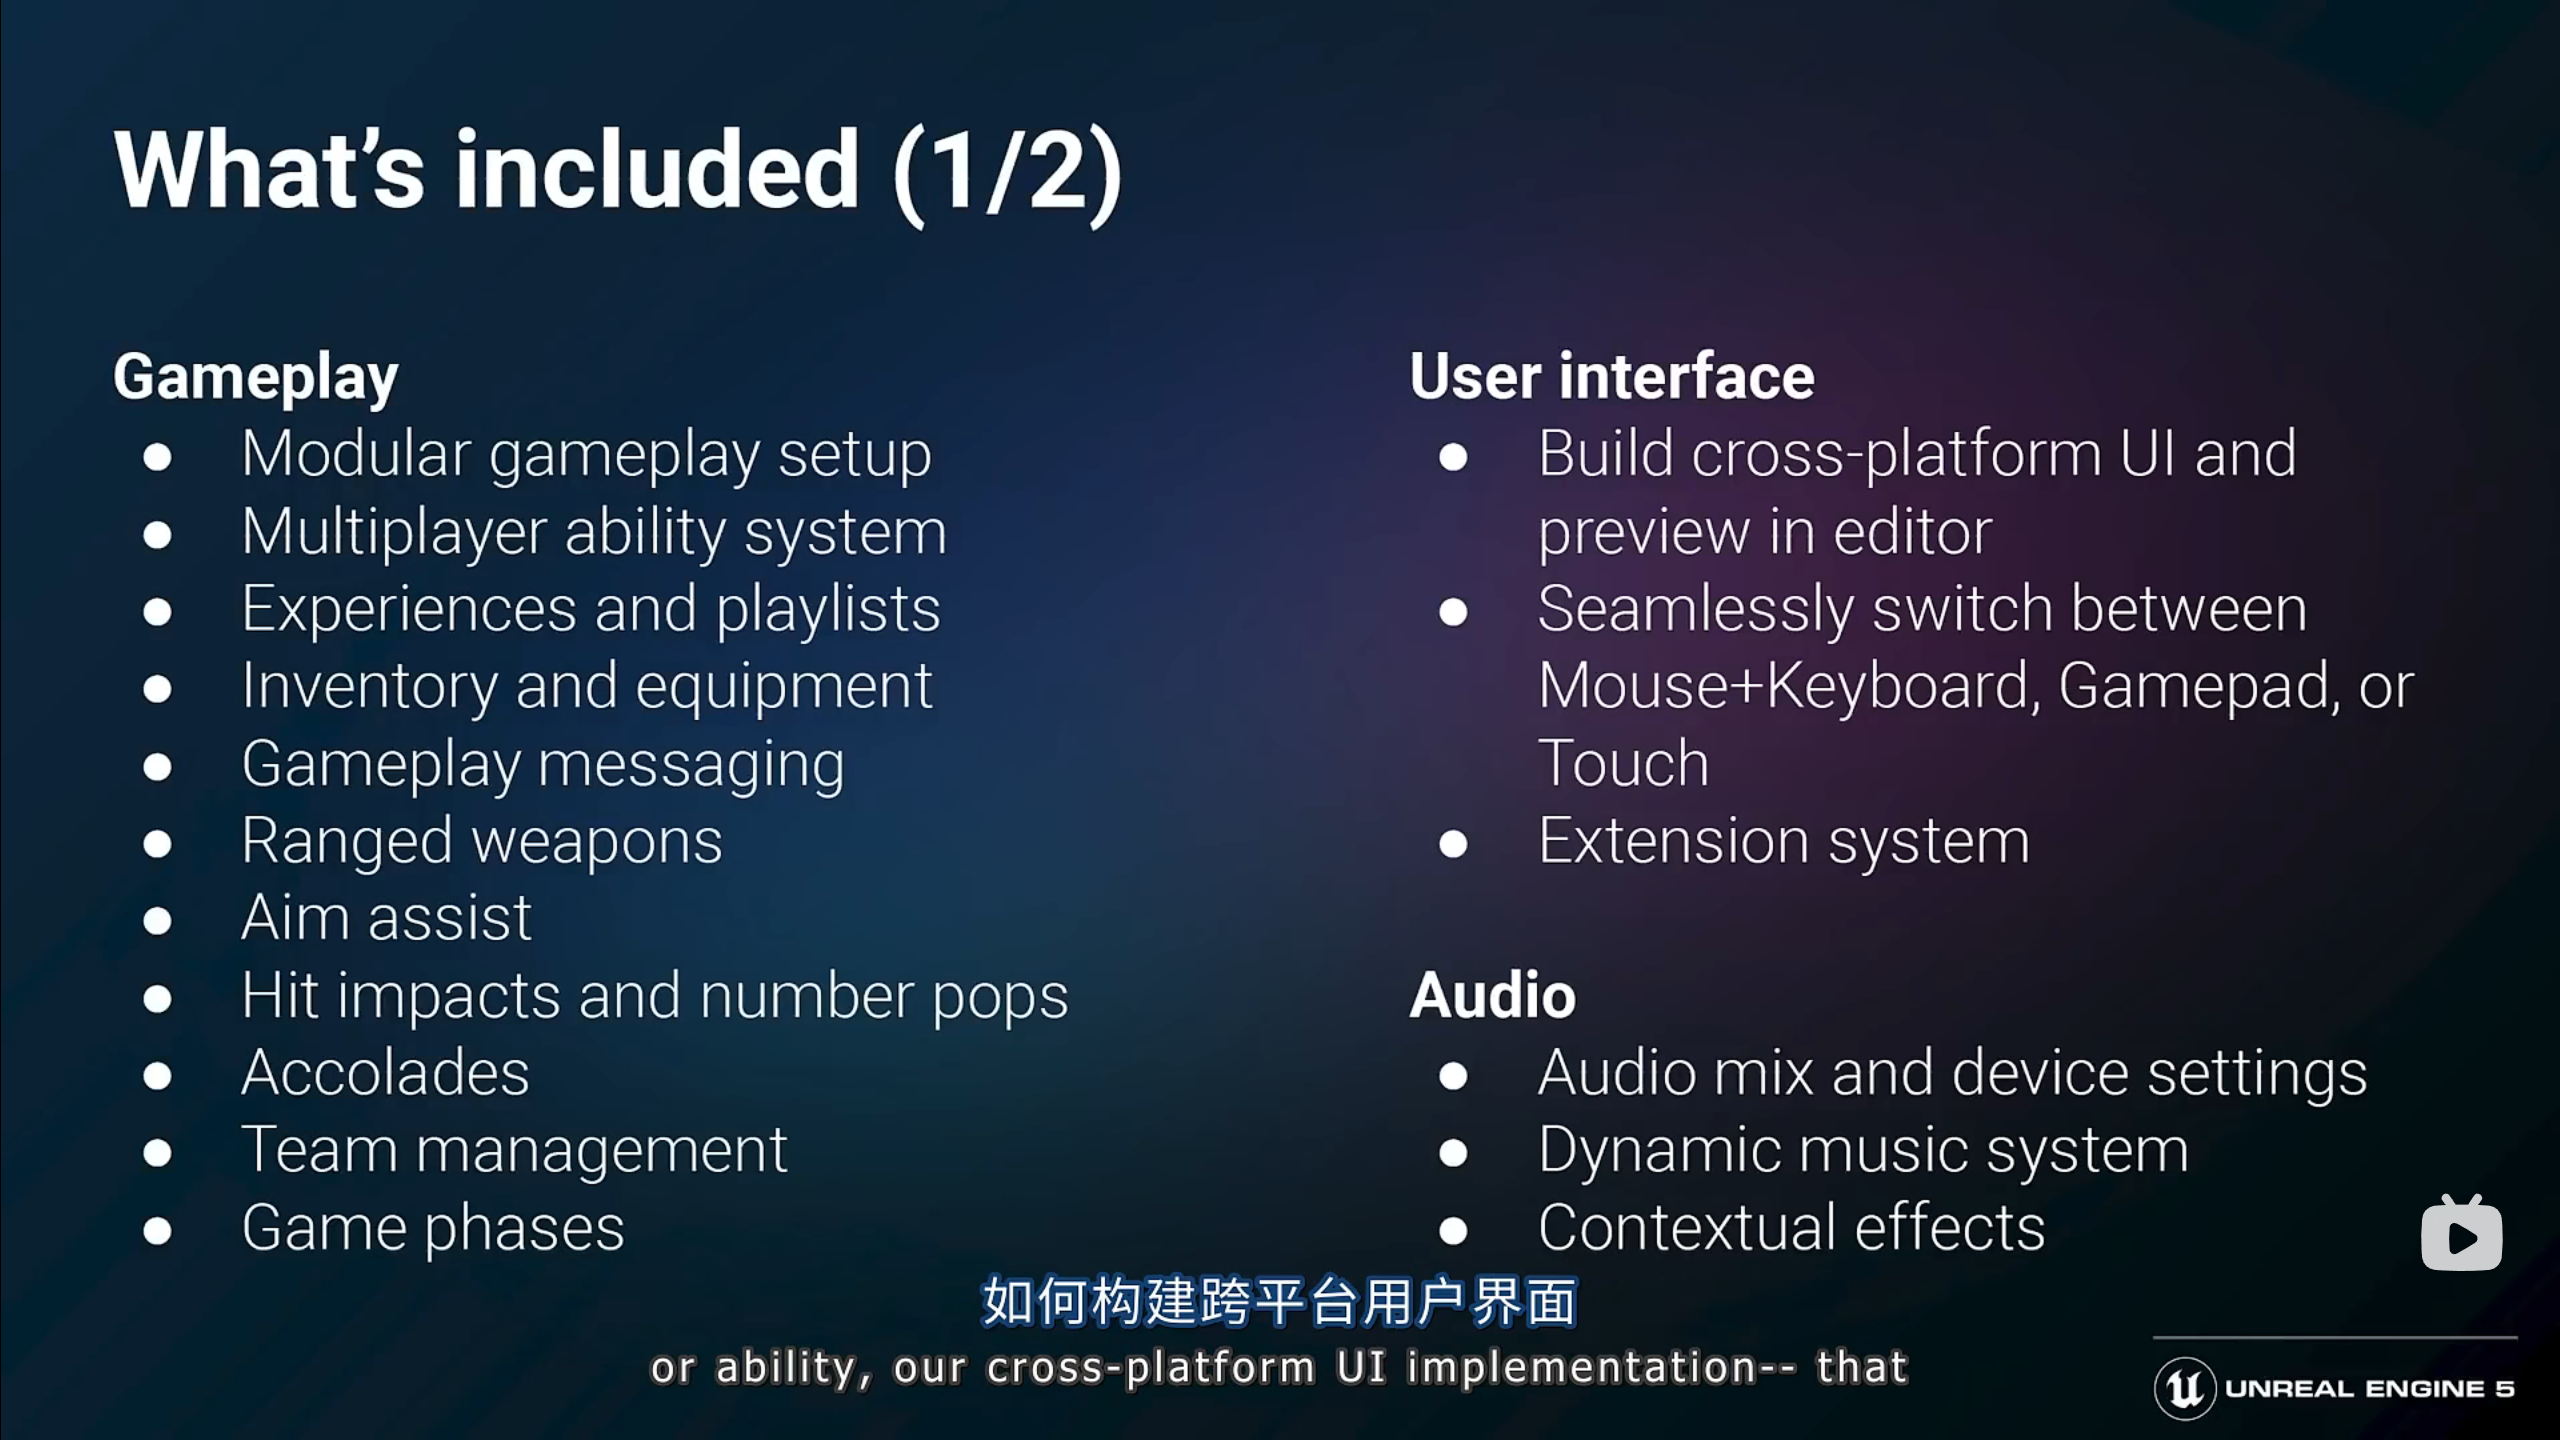 What’s included (1/2)
Gameplay
● Modular gameplay setup
● Multiplayer ability system
● Experiences and playlists
● Inventory and equipment
● Gameplay messaging
● Ranged weapons
● Aim assist
● Hit impacts and number pops
● Accolades
● Team management
● Game phases
User interface
● Build cross-platform UI and
preview in editor
● Seamlessly switch between
Mouse+Keyboard, Gamepad, or
Touch
● Extension system
Audio
● Audio mix and device settings
● Dynamic music system
● Contextual effects
如何构建跨平台用户界面
or ability, our cross-platform UI implementation-- that
UNREAL ENGINE 5